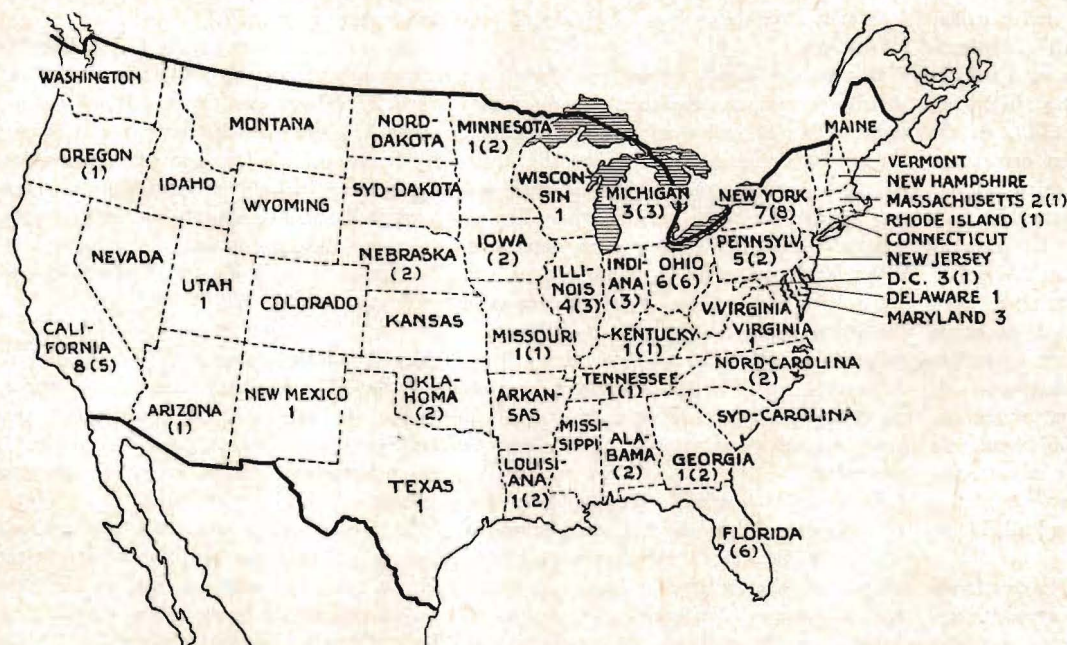 WASHINGTON
OREGON
(1)
CALI-
FORNIA
8(5)
IDAHO
NEVADA
UTAH
1
ARIZONA
(1)
MONTANA
WYOMING
COLORADO
NEW MEXICO
1
NORD-
DAKOTA
SYD-DAKOTA
NEBRASKA
(2)
KANSAS
OKLA-
HOMA
(2)
TEXAS
1
MINNESOTA
1(2)
IOWA
(2)
MISSOURI
1(1)
ARKAN-
SAS
LOUISI-
ANA
1(2)
WISCON-
SIN
1
ILLI-
NOIS
4(3)
MICHIGAN
3(3)
INDI-
ANA
(3)
OHIO
6(6)
KENTUCKY
1(1)
TENNESSEE
1(1)
MISSI-
SIPPI
ALA-
BAMA
(2)
GEORGIA
1(2)
FLORIDA
(6)
SYD-CAROLINA
NORD-CAROLINA
(2)
V.VIRGINIA
VIRGINIA
1
PENNSYLV.
5(2)
NEW YORK
7(8)
MAINE
VERMONT
NEW HAMPSHIRE
MASSACHUSETTS 2(1)
RHODE ISLAND (1)
CONNECTICUT
NEW JERSEY
D.C. 3(1)
DELAWARE 1
MARYLAND 3